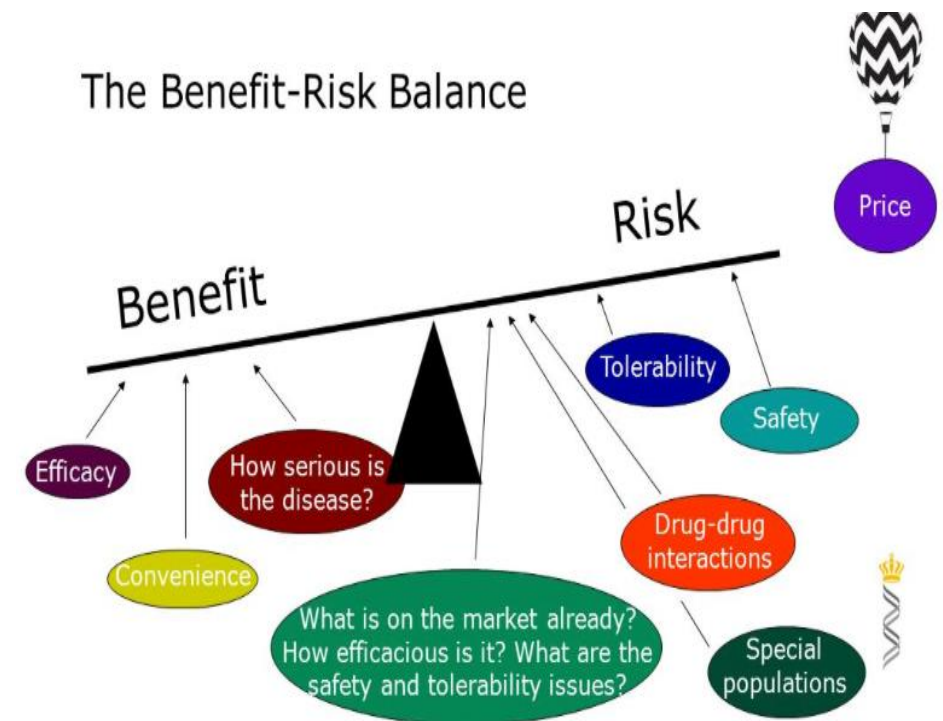 The Benefit-Risk Balance
Price
Risk
Benefit
Tolerability
Safety
Efficacy
How serious is
the disease?
Drug-drug
interactions
Convenience
What is on the market already?
How efficacious is it? What are the
safety and tolerability issues?
Special
populations